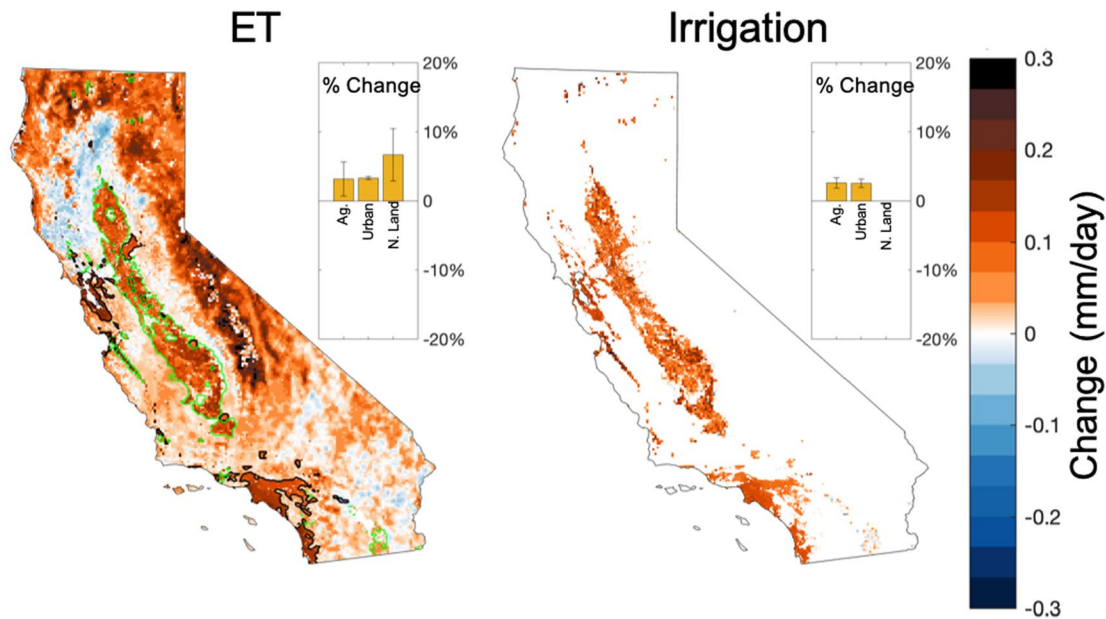 ET
Irrigation
% Change
20%
10%
0
-10%
-20%
Ag.
Urban
N. Land
% Change
20%
10%
0
-10%
-20%
Ag.
Urban
N. Land
0.3
0.2
0.1
0
-0.1
-0.2
-0.3
Change (mm/day)